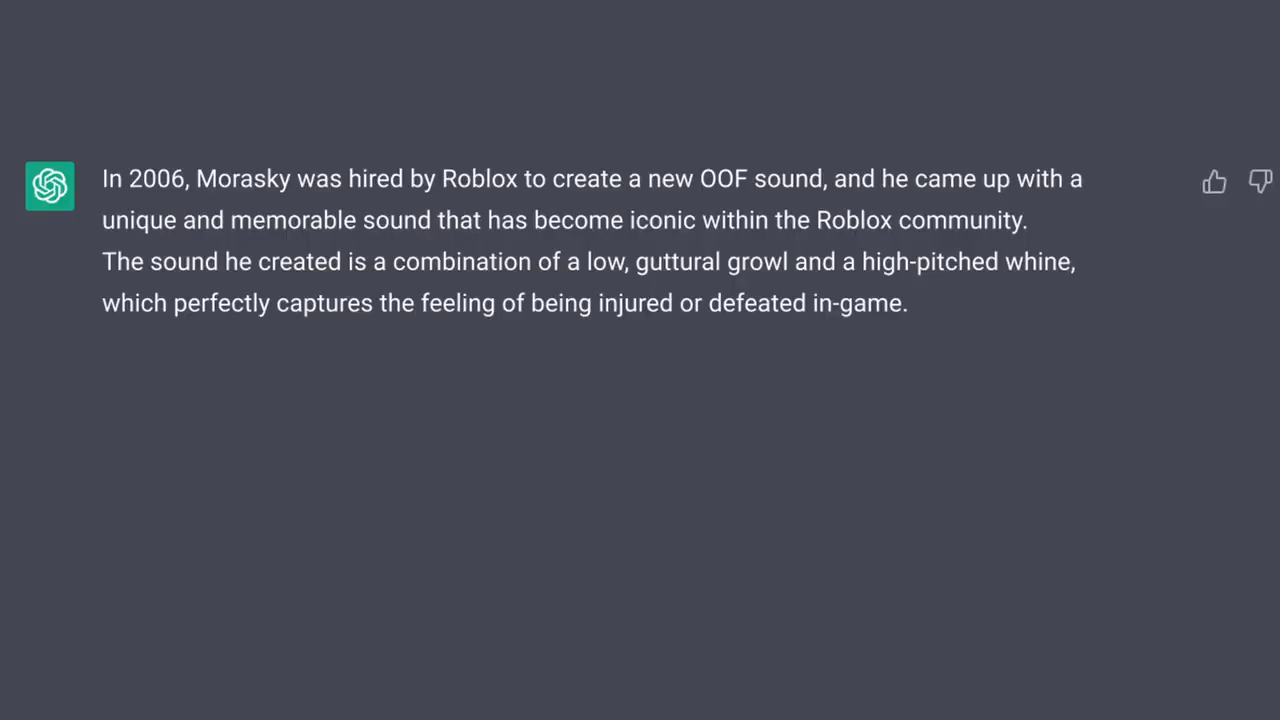 In 2006, Morasky was hired by Roblox to create a new OOF sound, and he came up with a
unique and memorable sound that has become iconic within the Roblox community.
The sound he created is a combination of a low, guttural growl and a high-pitched whine,
which perfectly captures the feeling of being injured or defeated in-game.